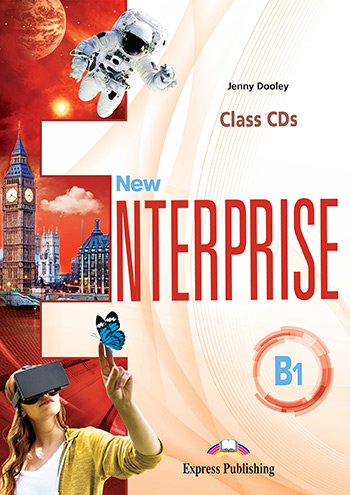 Jenny Dooley
Class CDs
New
ENTERPRISE
B1
Express Publishing